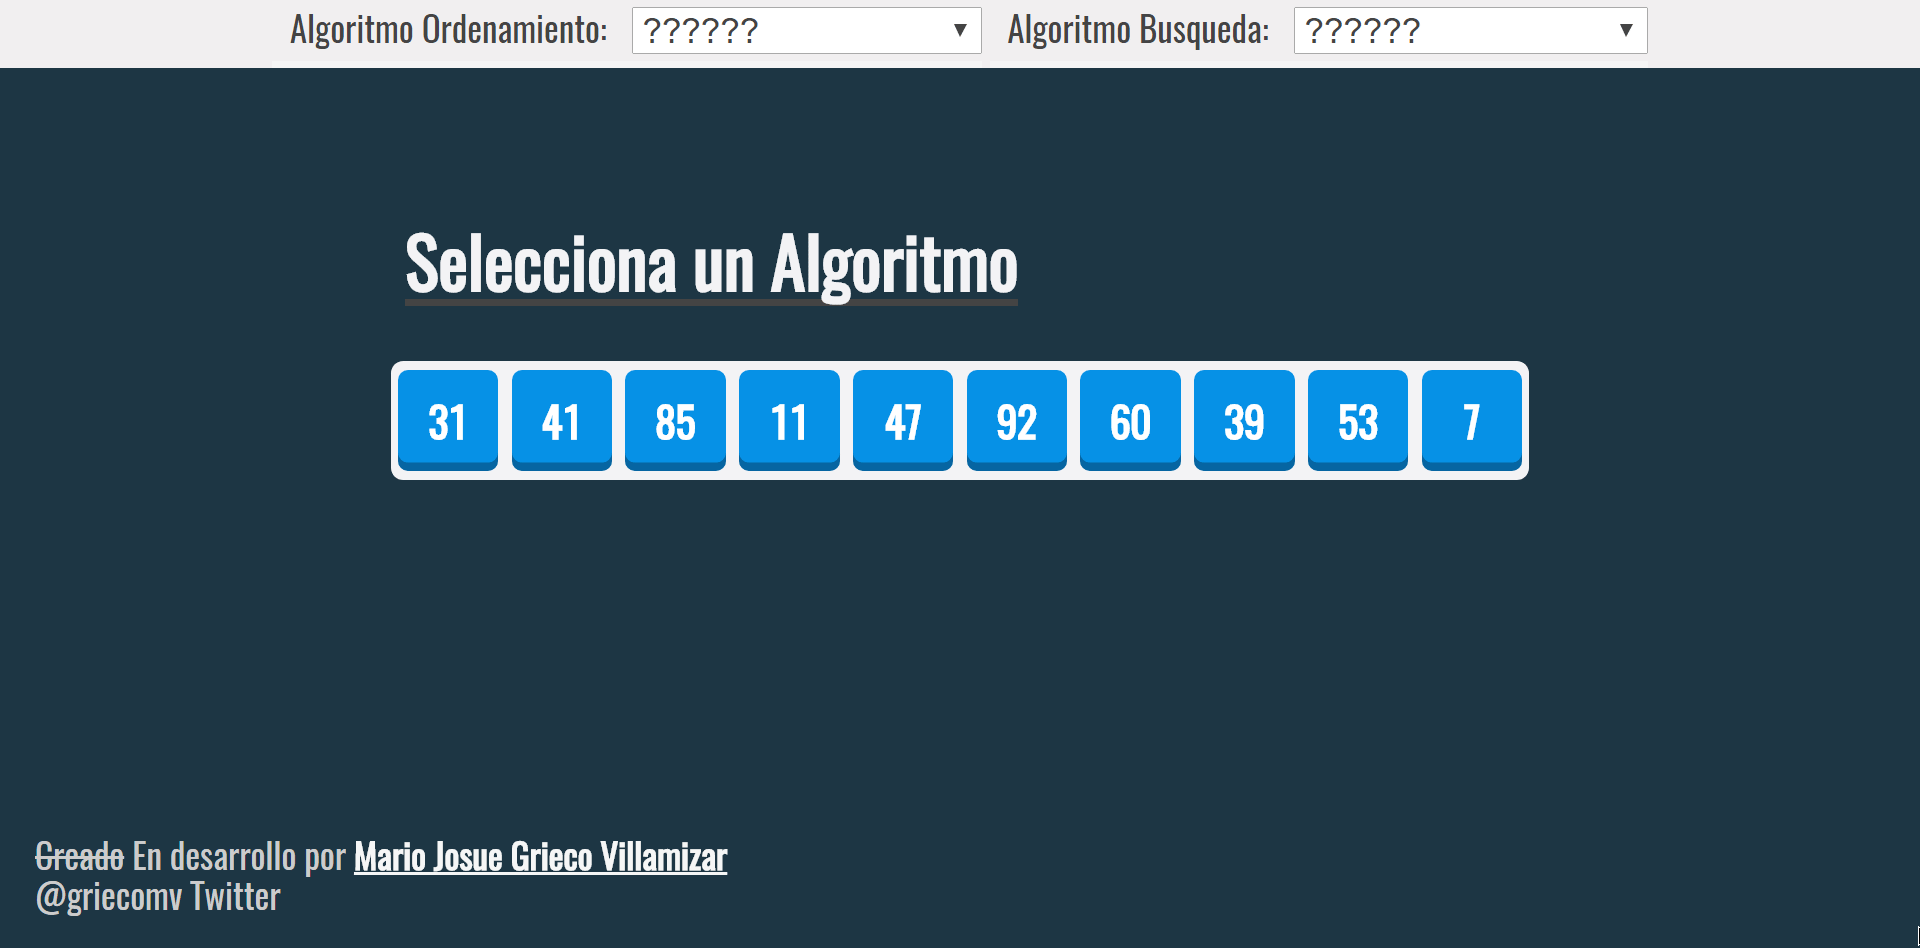 Algoritmo Ordenamiento: ?????? ▼ Algoritmo Busqueda: ?????? ▼
Selecciona un Algoritmo
31 41 85 11 47 92 60 39 53 7
Creado En desarrollo por Mario Josue Grieco Villamizar
@griecomv Twitter